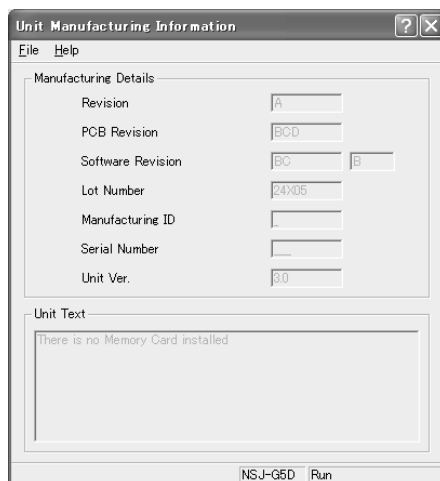 Unit Manufacturing Information
File Help
Manufacturing Details
Revision A
PCB Revision BCD
Software Revision BC B
Lot Number 24X05
Manufacturing ID _
Serial Number __
Unit Ver. 3.0
Unit Text
There is no Memory Card installed
NSJ-G5D Run